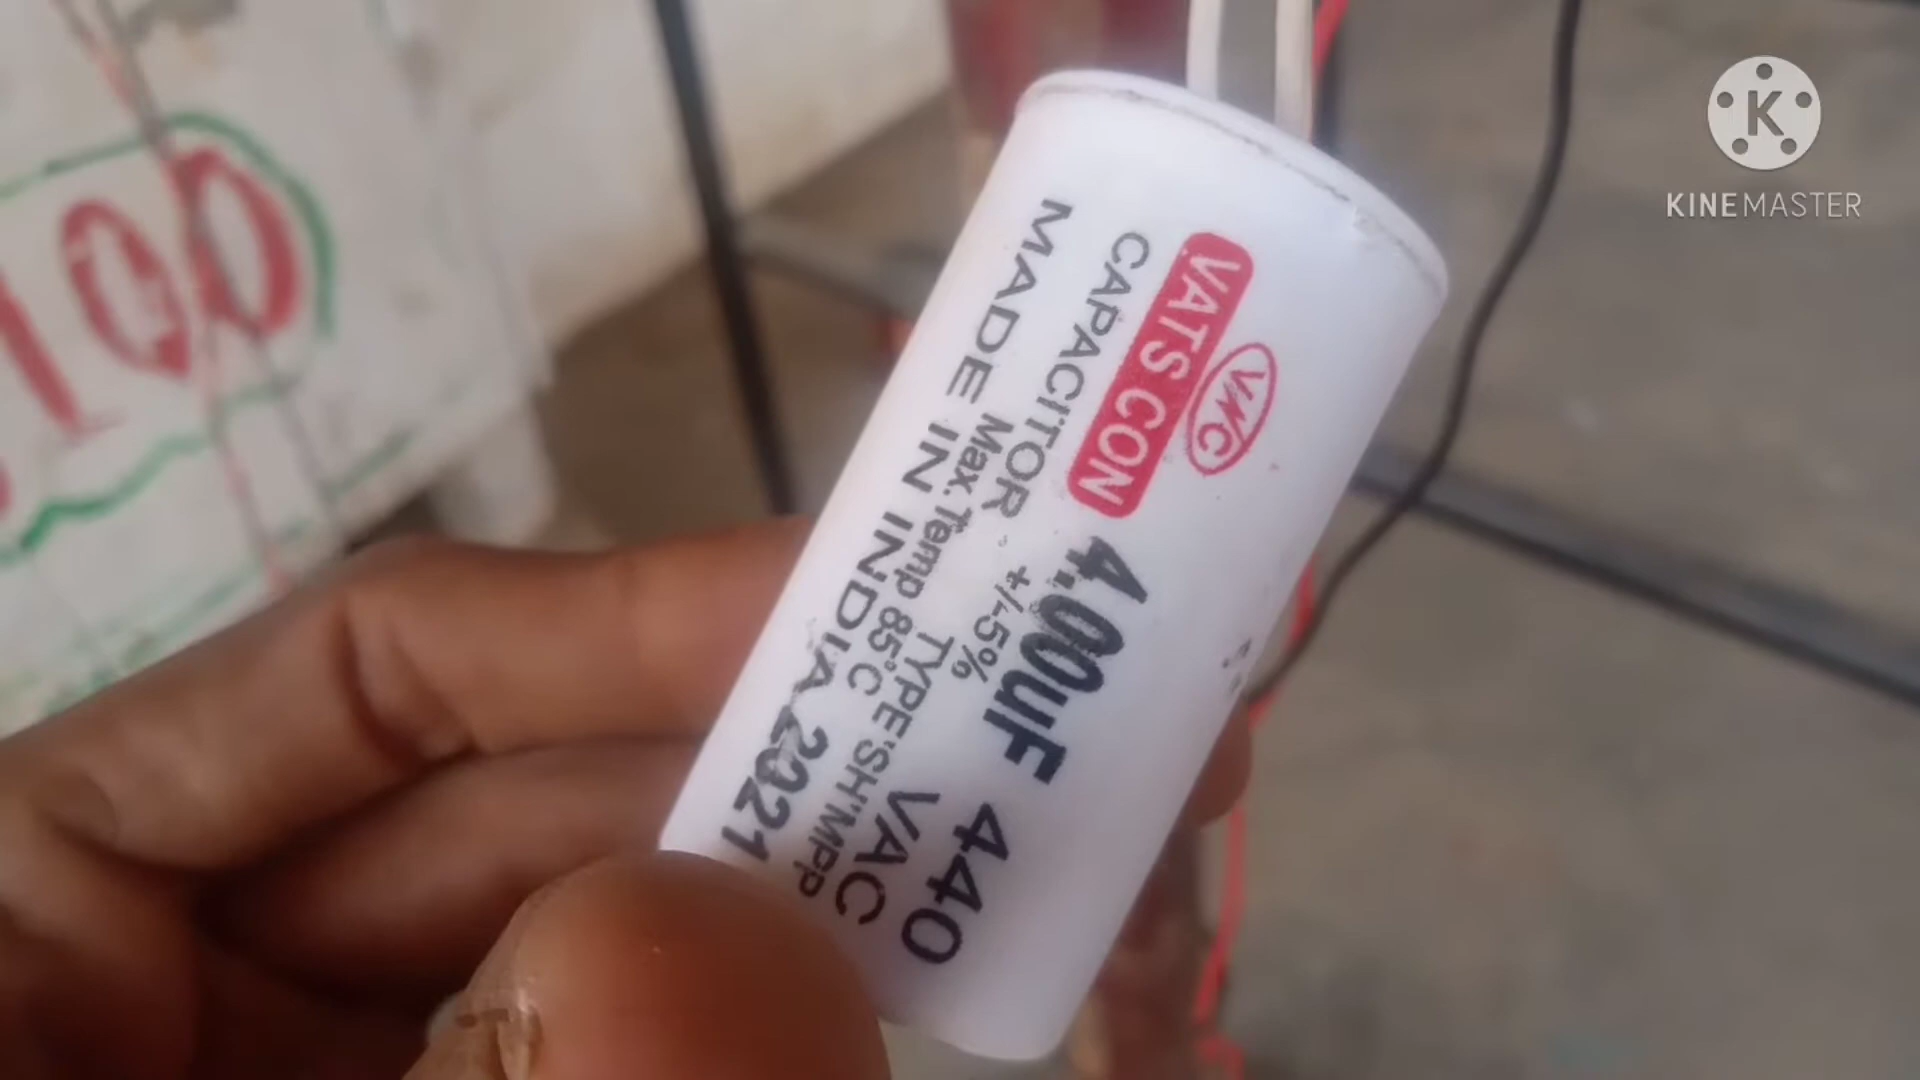 100
KINEMASTER
VWC
VATS CON 4.00uF 440
CAPACITOR +/-5% VAC
Max. Temp 85°C TYPE'SH'MPP
MADE IN INDIA 2021